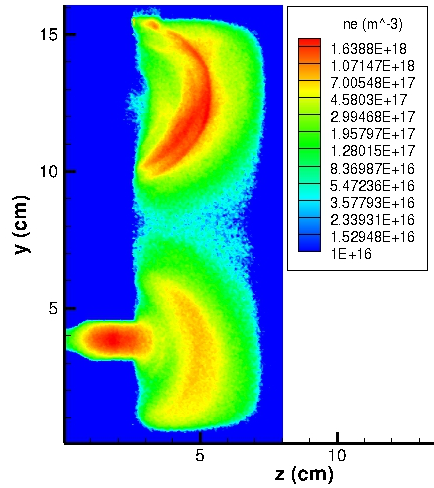 15
10
5
y (cm)
5
10
z (cm)
ne (m^-3)
1.6388E+18
1.07147E+18
7.00548E+17
4.5803E+17
2.99468E+17
1.95797E+17
1.28015E+17
8.36987E+16
5.47236E+16
3.57793E+16
2.33931E+16
1.52948E+16
1E+16